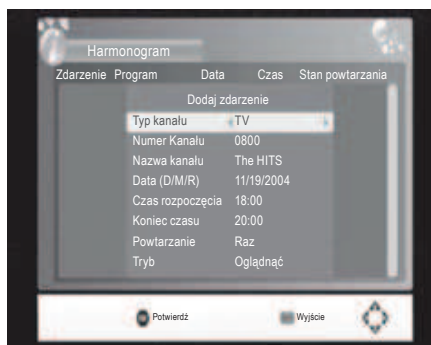 Harmonogram
Zdarzenie Program Data Czas Stan powtarzania
Dodaj zdarzenie
Typ kanału TV
Numer Kanału 0800
Nazwa kanału The HITS
Data (D/M/R) 11/19/2004
Czas rozpoczęcia 18:00
Koniec czasu 20:00
Powtarzanie Raz
Tryb Oglądnąć
Potwierdż Wyjście